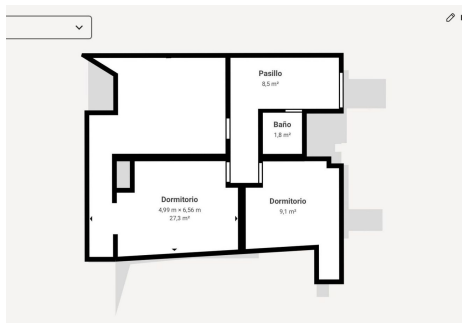 Pasillo
8,5 m²
Baño
1,8 m²
Dormitorio
4,99 m × 6,56 m
27,3 m²
Dormitorio
9,1 m²